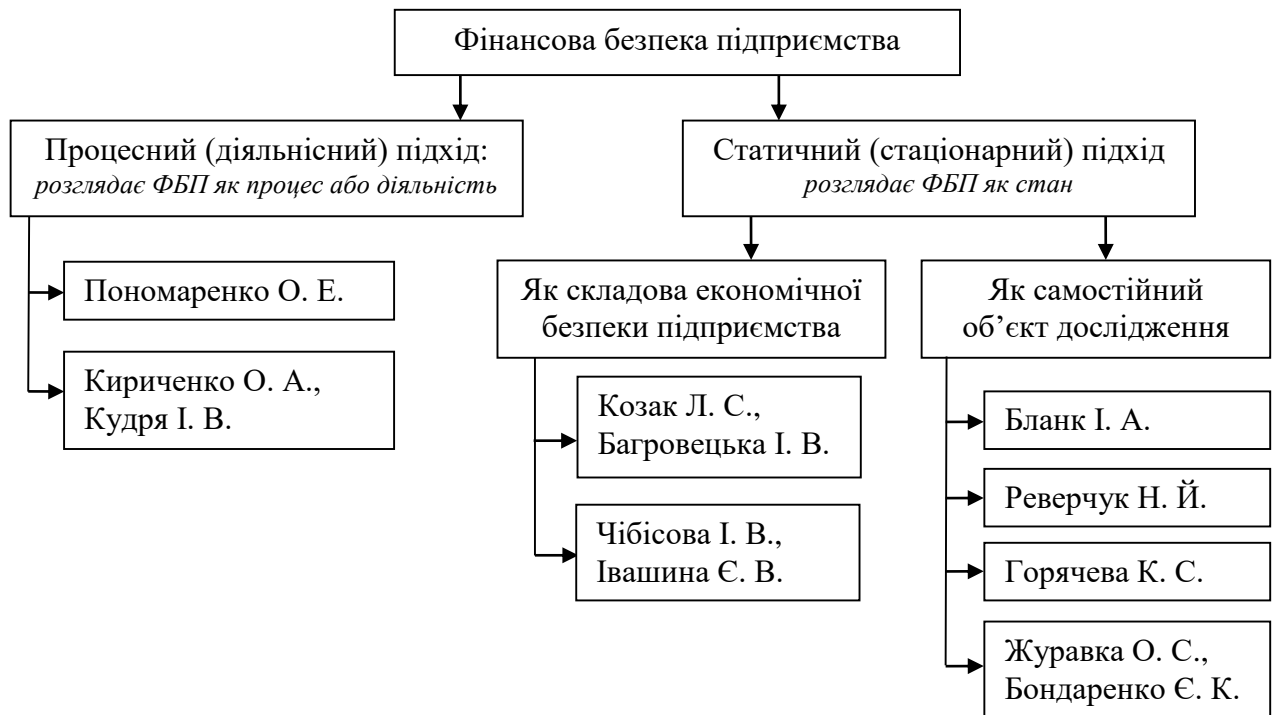 Фінансова безпека підприємства
Процесний (діяльнісний) підхід:
розглядає ФБП як процес або діяльність
Статичний (стаціонарний) підхід
розглядає ФБП як стан
Пономаренко О. Е.
Кириченко О. А.,
Кудря І. В.
Як складова економічної
безпеки підприємства
Козак Л. С.,
Багровецька І. В.
Чібісова І. В.,
Івашина Є. В.
Як самостійний
об’єкт дослідження
Бланк І. А.
Реверчук Н. Й.
Горячева К. С.
Журавка О. С.,
Бондаренко Є. К.